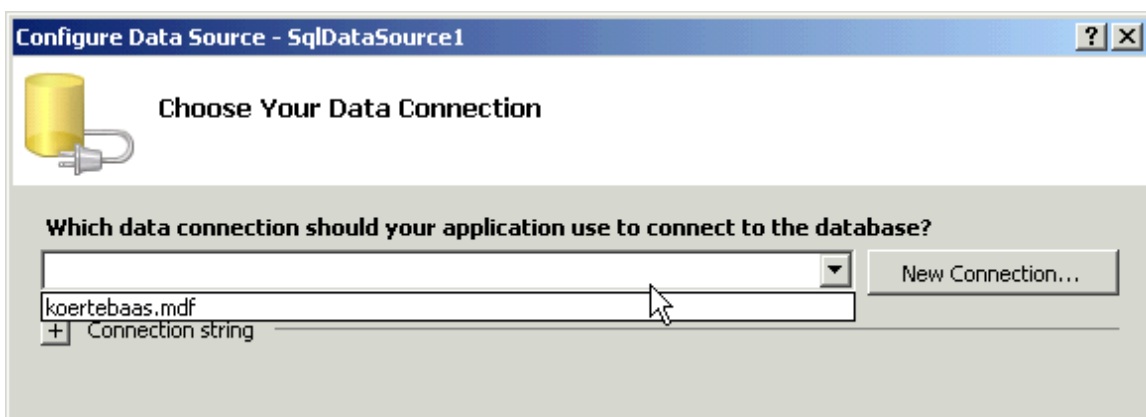 Configure Data Source - SqlDataSource1
Choose Your Data Connection
Which data connection should your application use to connect to the database?
New Connection...
koertebaas.mdf
Connection string